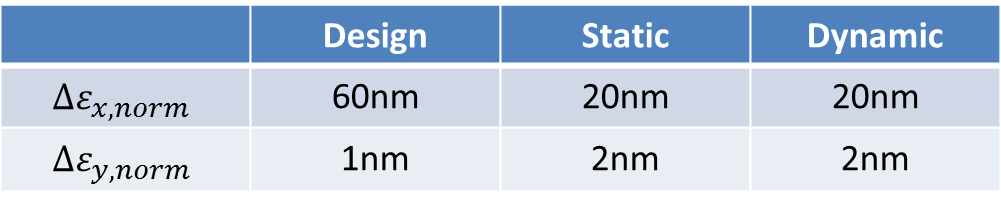 Design Static Dynamic
Δε_{x,norm} 60nm 20nm 20nm
Δε_{y,norm} 1nm 2nm 2nm